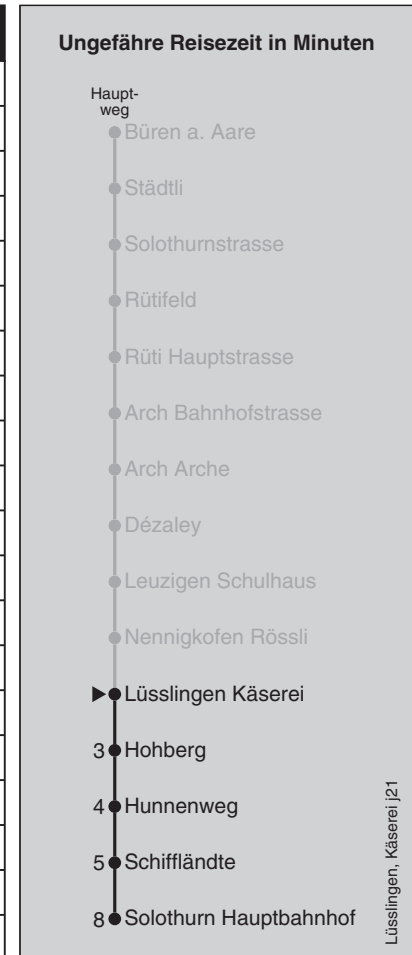 Ungefähre Reisezeit in Minuten
Haupt-
weg
Büren a. Aare
Städtli
Solothurnstrasse
Rütifeld
Rüti Hauptstrasse
Arch Bahnhofstrasse
Arch Arche
Dézaley
Leuzigen Schulhaus
Nennigkofen Rössli
Lüsslingen Käserei
3 Hohberg
4 Hunnenweg
5 Schiffländte
8 Solothurn Hauptbahnhof
Lüsslingen, Käserei j21